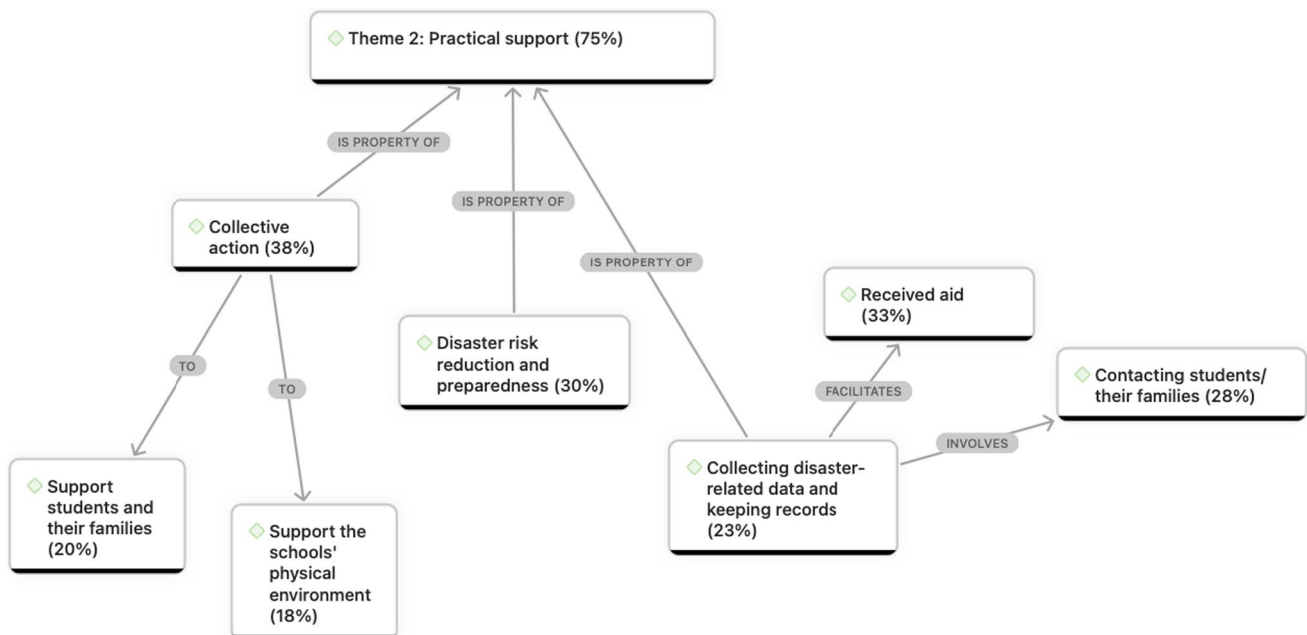 Theme 2: Practical support (75%)
IS PROPERTY OF
IS PROPERTY OF
IS PROPERTY OF
Collective
action (38%)
Disaster risk
reduction and
preparedness (30%)
Received aid
(33%)
Contacting students/
their families (28%)
TO
TO
FACILITATES
INVOLVES
Support
students and
their families
(20%)
Support the
schools'
physical
environment
(18%)
Collecting disaster-
related data and
keeping records
(23%)